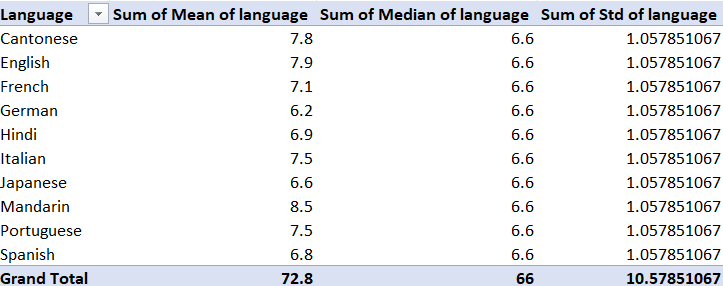 Language Sum of Mean of language Sum of Median of language Sum of Std of language
Cantonese 7.8 6.6 1.057851067
English 7.9 6.6 1.057851067
French 7.1 6.6 1.057851067
German 6.2 6.6 1.057851067
Hindi 6.9 6.6 1.057851067
Italian 7.5 6.6 1.057851067
Japanese 6.6 6.6 1.057851067
Mandarin 8.5 6.6 1.057851067
Portuguese 7.5 6.6 1.057851067
Spanish 6.8 6.6 1.057851067
Grand Total 72.8 66 10.57851067